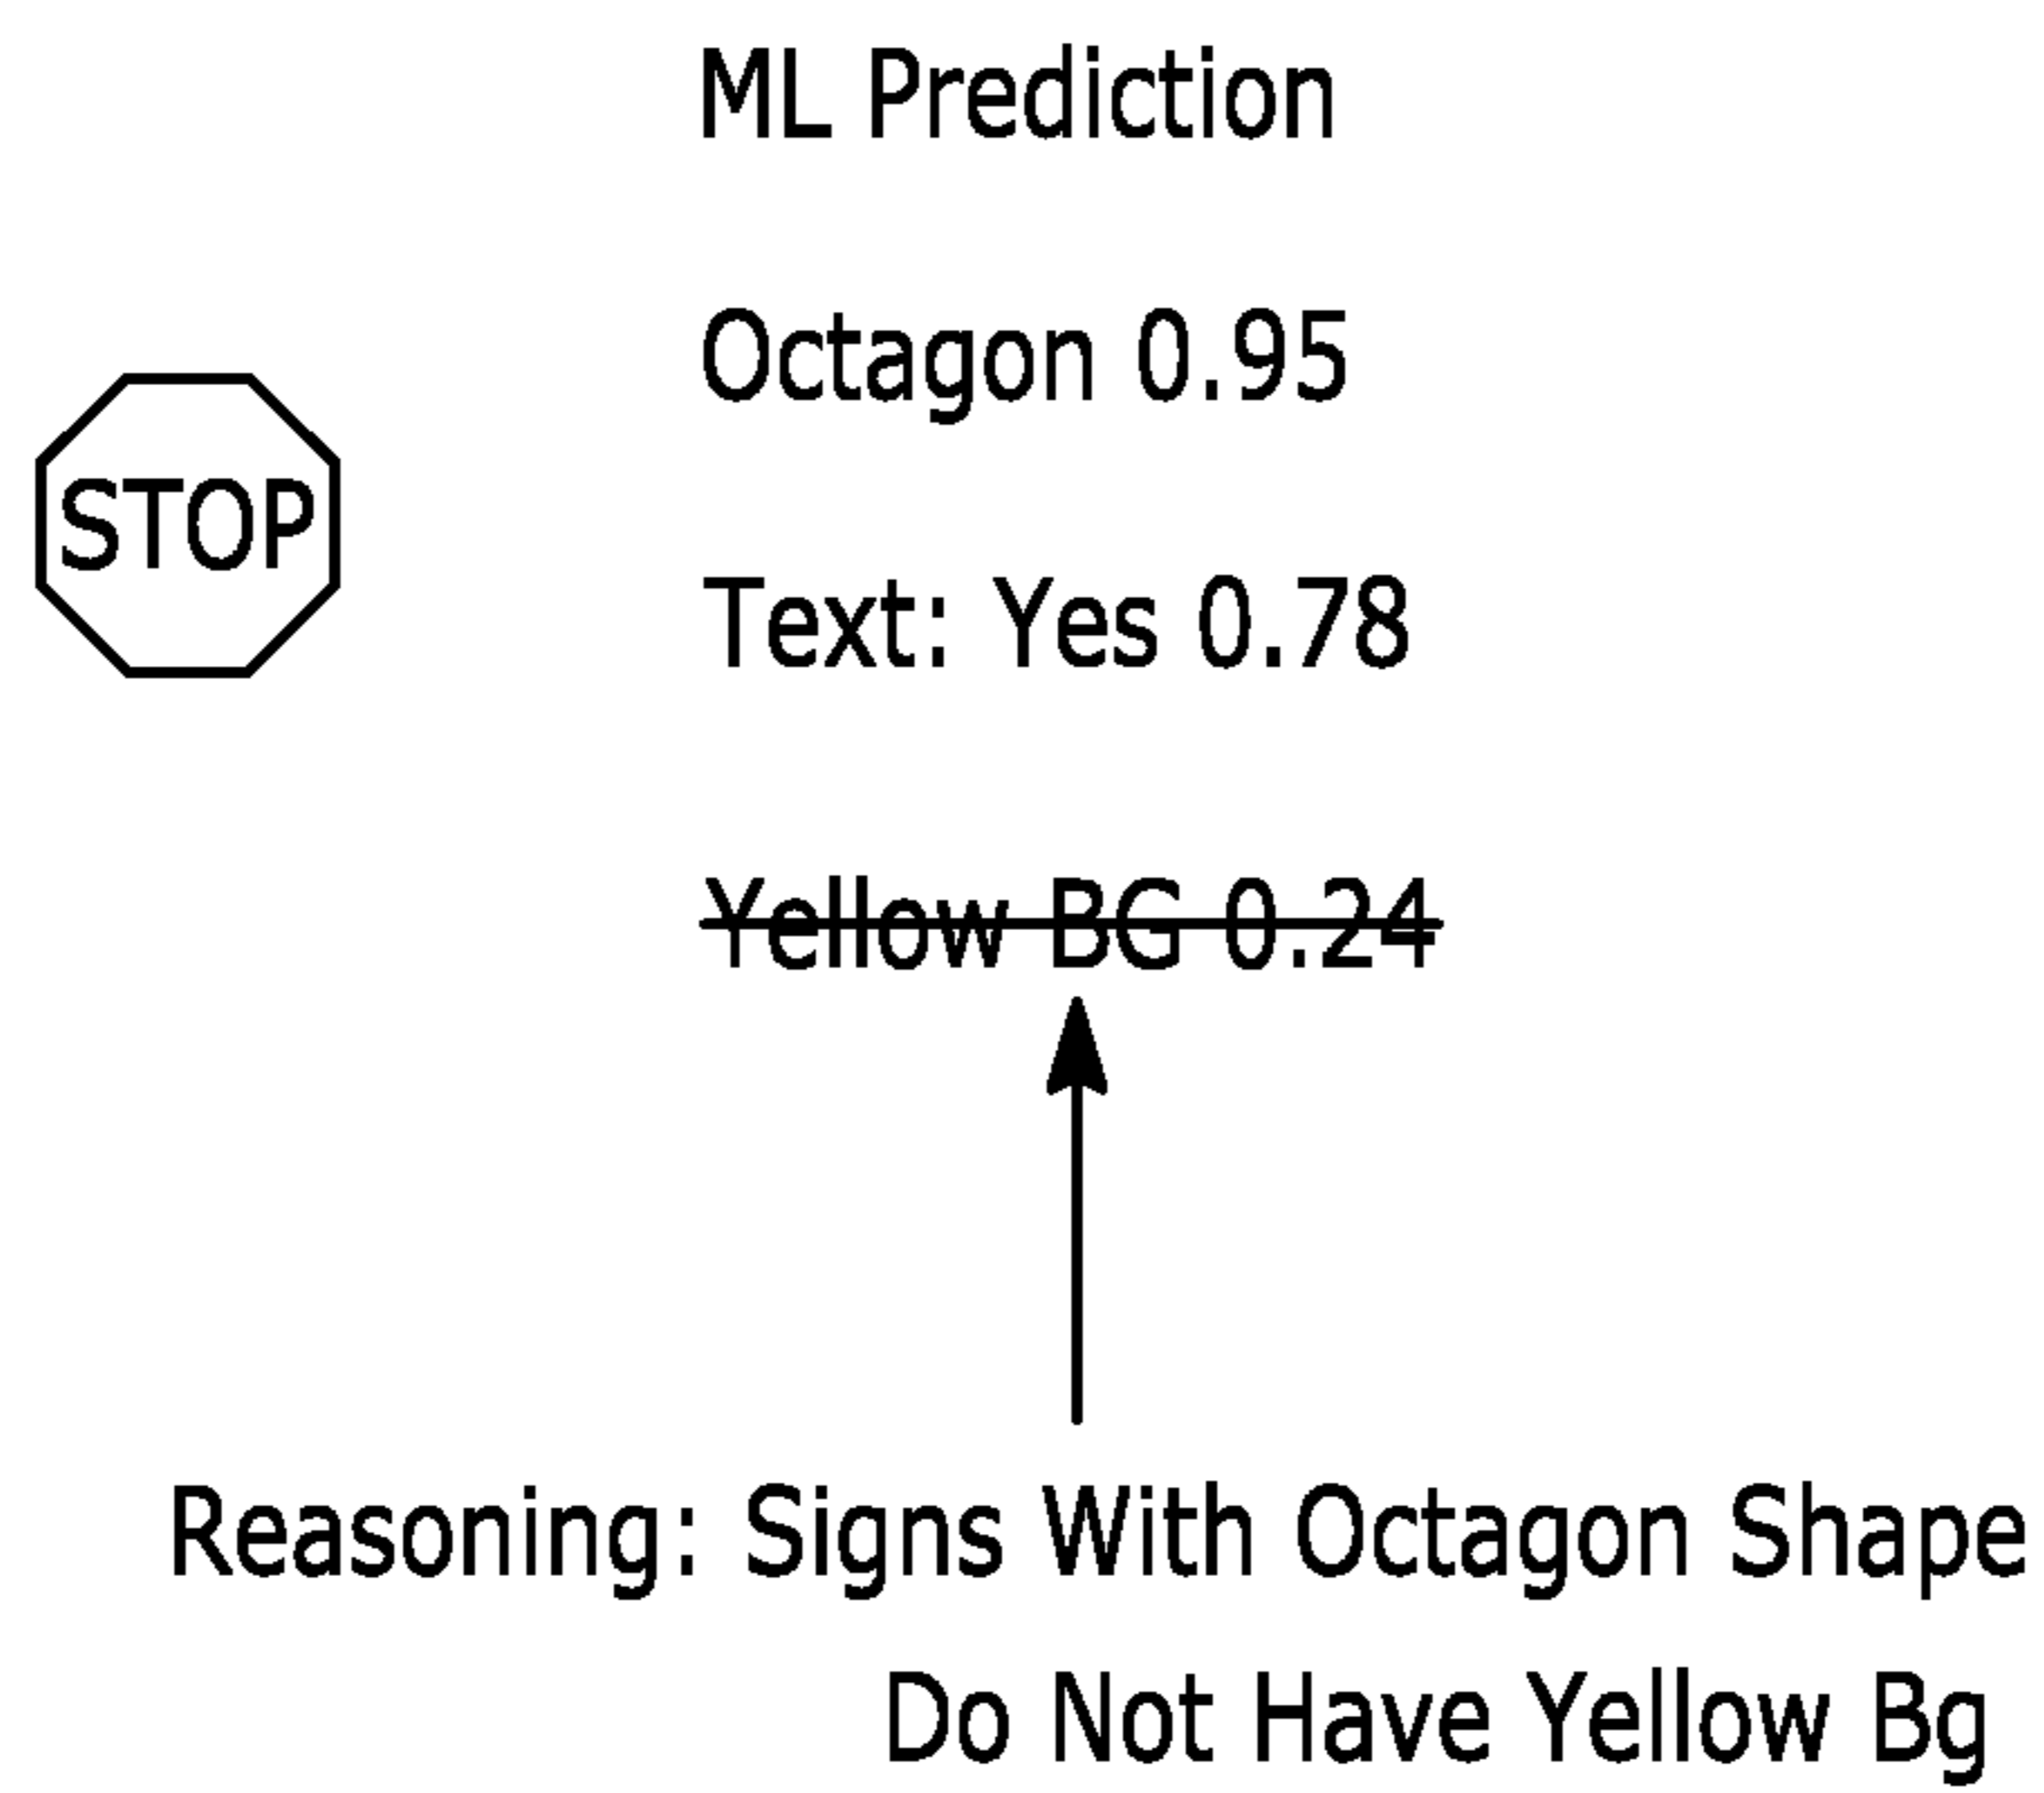 ML Prediction
Octagon 0.95
STOP
Text: Yes 0.78
Yellow BG 0.24
Reasoning: Signs With Octagon Shape
Do Not Have Yellow Bg